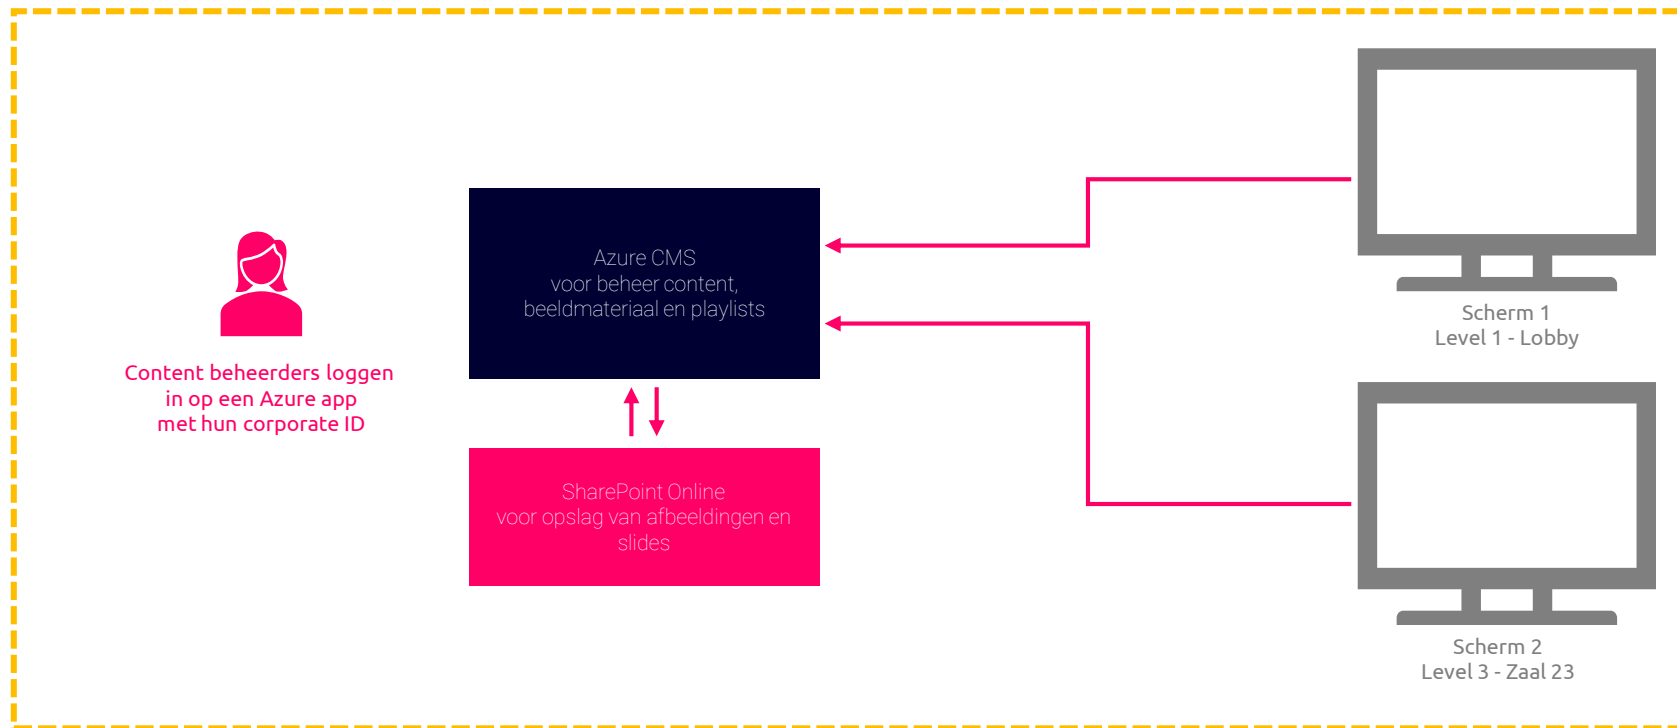 Content beheerders loggen
in op een Azure app
met hun corporate ID
Azure CMS
voor beheer content,
beeldmateriaal en playlists
SharePoint Online
voor opslag van afbeeldingen en
slides
Scherm 1
Level 1 - Lobby
Scherm 2
Level 3 - Zaal 23